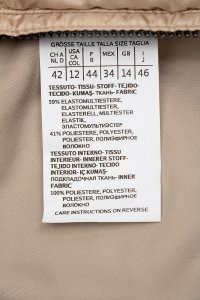 GRÖSSE TAILLE TALLA SIZE TAGLIA
CH A USA F MEX GB I
NL D CA B J
42 12 44 34 14 46
TESSUTO- TISSU- STOFF- TEJIDO-
TECIDO- KUMAŞ- ТКАНЬ- FABRIC
59% ELASTOMULTIESTERE,
ELASTOMULTIESTER,
ELASTERELL, MULTIESTER
ELASTIK,
ЭЛАСТОМУЛЬТИЭСТЕР
41% POLIESTERE, POLYESTER,
POLIESTER, ПОЛИЭФИРНОЕ
ВОЛОКНО
TESSUTO INTERNO- TISSU
INTERIEUR- INNERER STOFF-
TEJIDO INTERIOR- TECIDO
INTERIOR- IÇ KUMAŞ-
ПОДКЛАДОЧНАЯ ТКАНЬ- INNER
FABRIC
100% POLIESTERE, POLYESTER,
POLIESTER, ПОЛИЭФИРНОЕ
ВОЛОКНО
CARE INSTRUCTIONS ON REVERSE